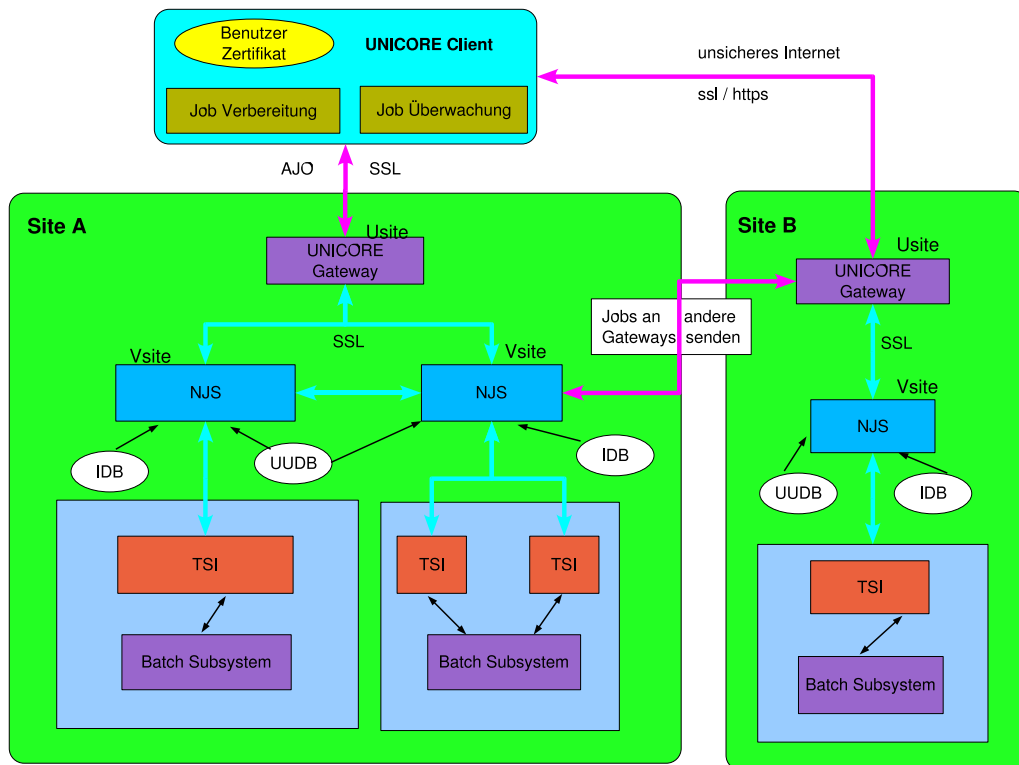 Benutzer
Zertifikat
UNICORE Client
Job Verbereitung
Job Überwachung
unsicheres Internet
ssl / https
AJO
SSL
Site A
Usite
UNICORE
Gateway
Site B
Usite
UNICORE
Gateway
Jobs an andere
Gateways senden
SSL
SSL
Vsite
NJS
Vsite
NJS
Vsite
NJS
IDB
UUDB
IDB
UUDB
IDB
TSI
TSI
TSI
TSI
Batch Subsystem
Batch Subsystem
Batch Subsystem